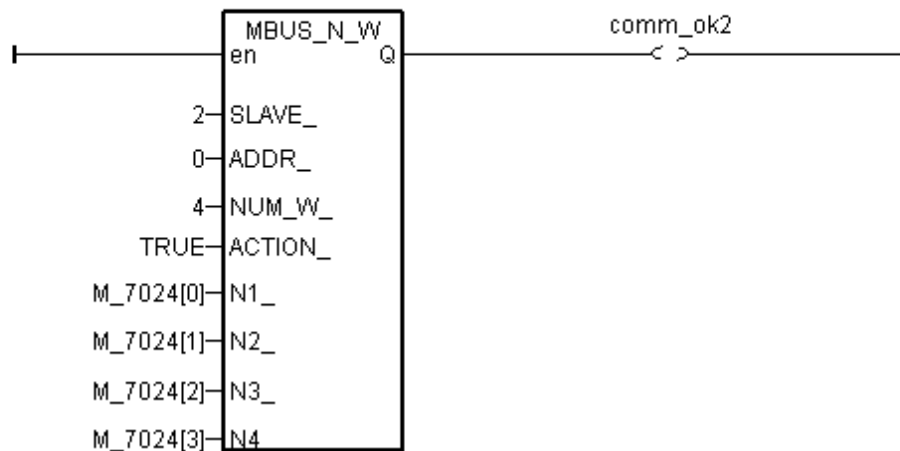 MBUS_N_W comm_ok2
en Q
2 SLAVE_
0 ADDR_
4 NUM_W_
TRUE ACTION_
M_7024[0] N1_
M_7024[1] N2_
M_7024[2] N3_
M_7024[3] N4